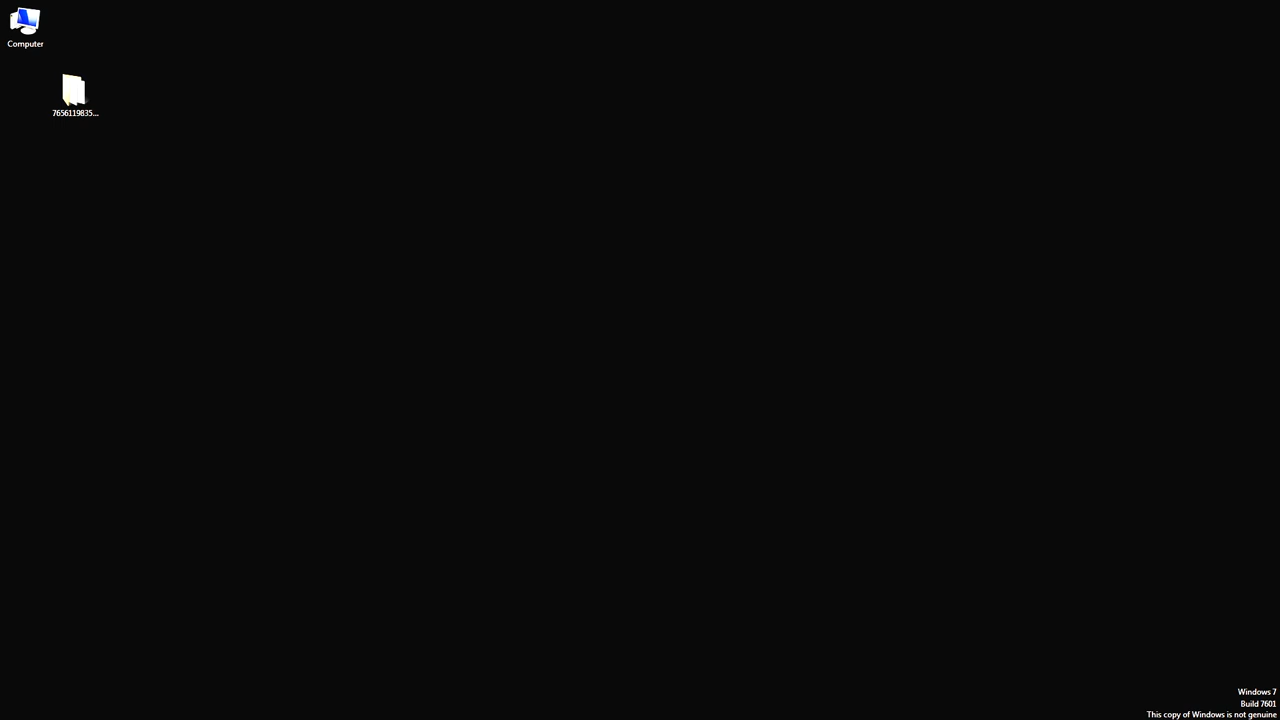 Computer
7656119835...
Windows 7
Build 7601
This copy of Windows is not genuine